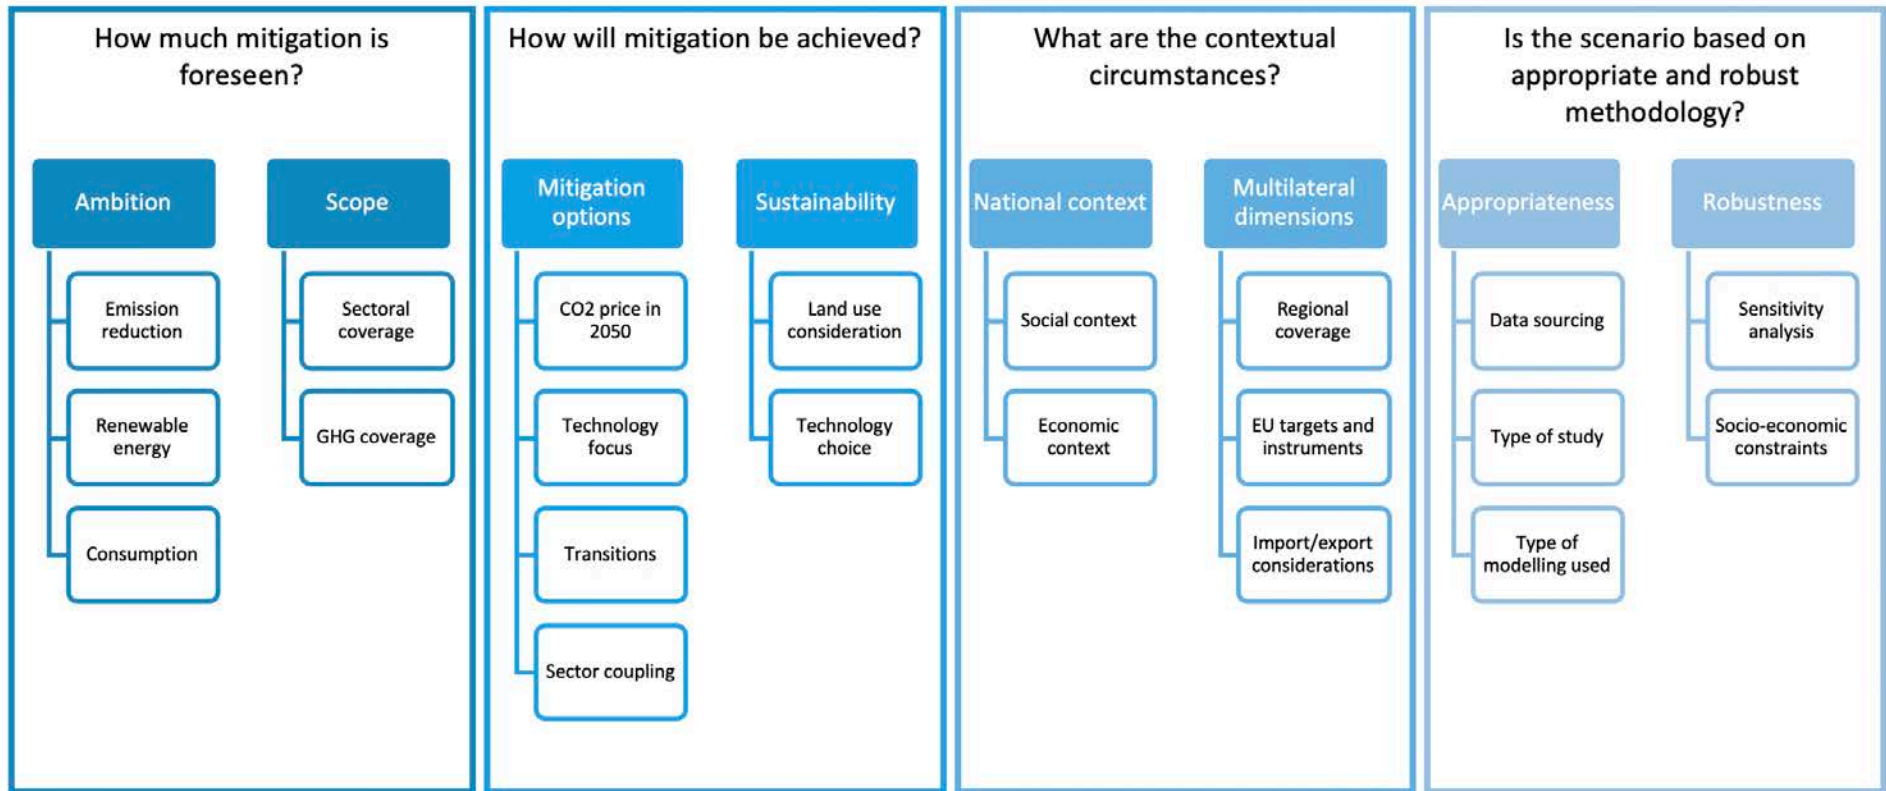 How much mitigation is
foreseen?
Ambition
Emission
reduction
Renewable
energy
Consumption
Scope
Sectoral
coverage
GHG coverage
How will mitigation be achieved?
Mitigation
options
CO2 price in
2050
Technology
focus
Transitions
Sector coupling
Sustainability
Land use
consideration
Technology
choice
What are the contextual
circumstances?
National context
Social context
Economic
context
Multilateral
dimensions
Regional
coverage
EU targets and
instruments
Import/export
considerations
Is the scenario based on
appropriate and robust
methodology?
Appropriateness
Data sourcing
Type of study
Type of
modelling used
Robustness
Sensitivity
analysis
Socio-economic
constraints